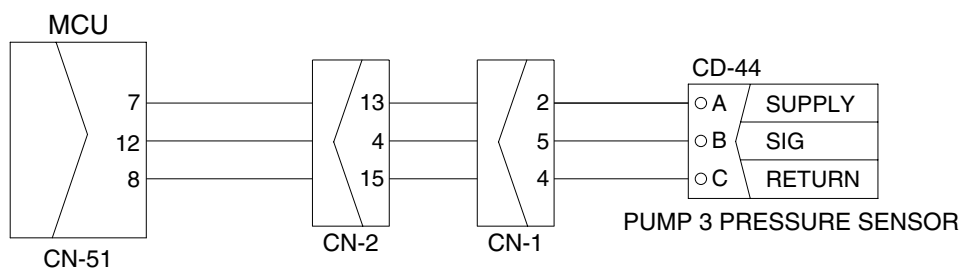 MCU
CD-44
7 13 2 A SUPPLY
12 4 5 B SIG
8 15 4 C RETURN
PUMP 3 PRESSURE SENSOR
CN-51 CN-2 CN-1